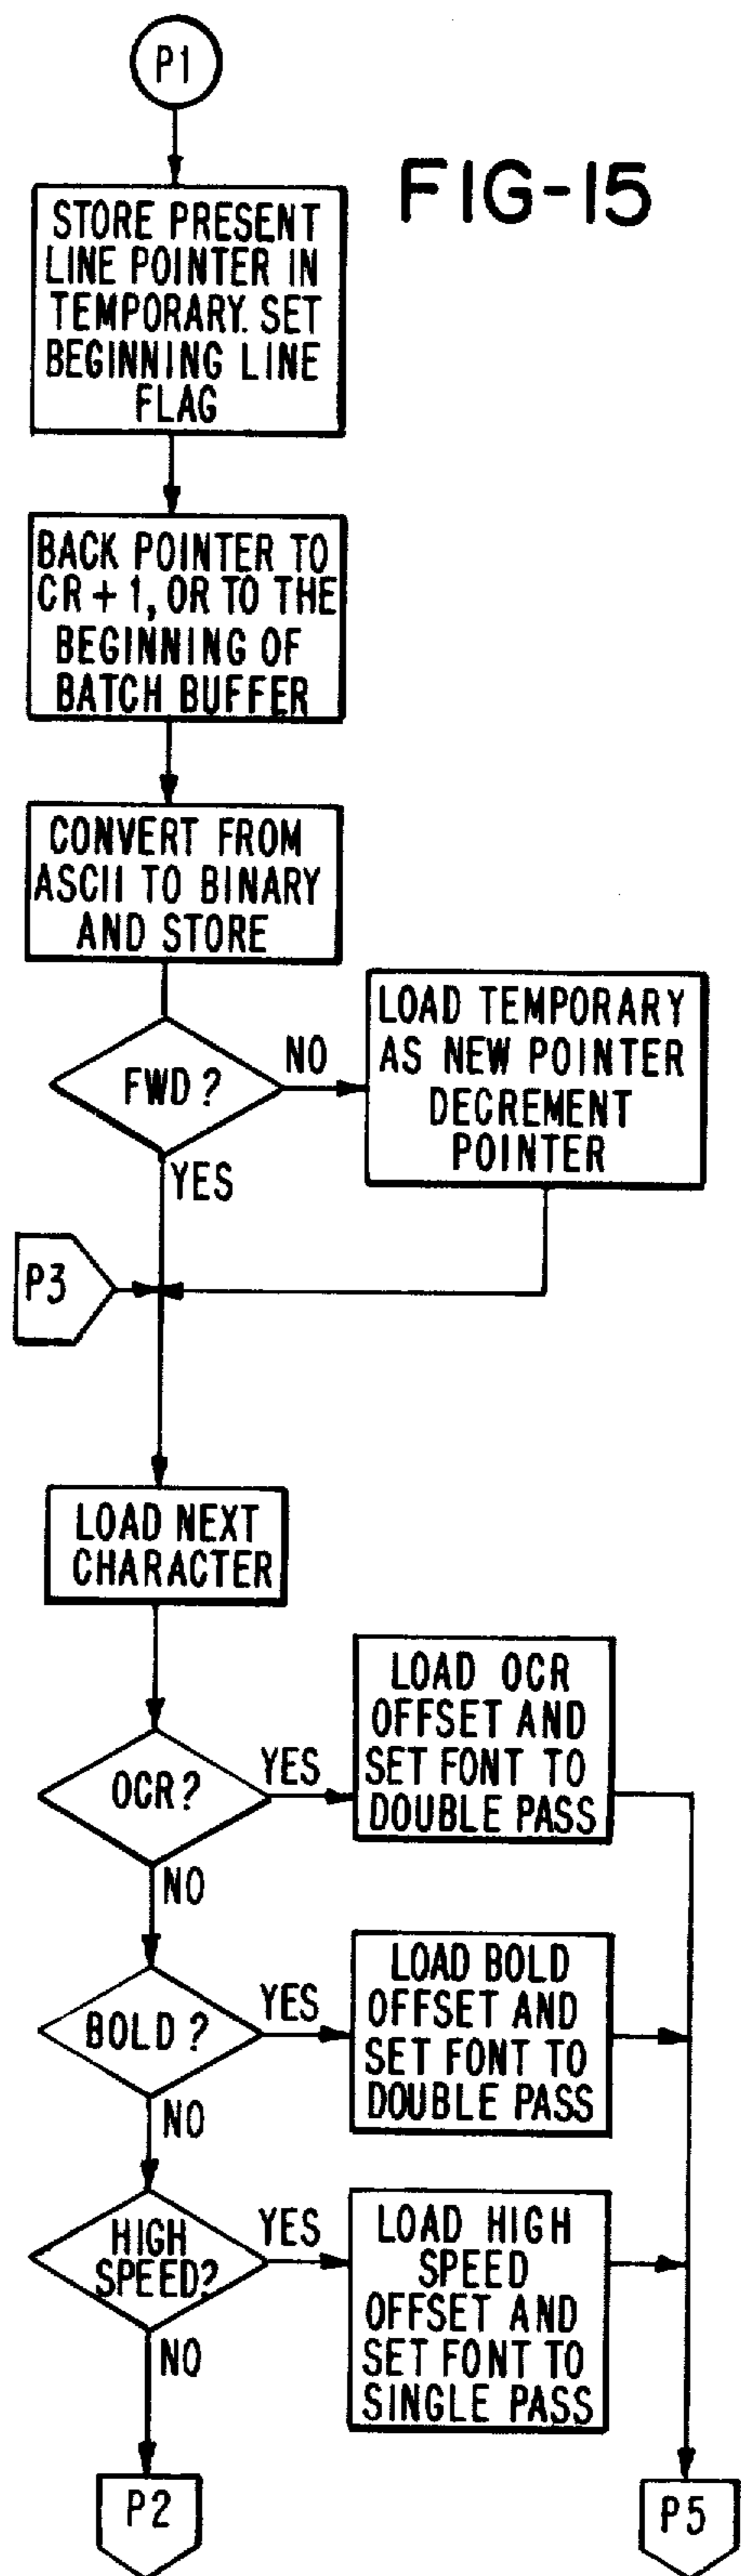 P1
FIG-15
STORE PRESENT
LINE POINTER IN
TEMPORARY. SET
BEGINNING LINE
FLAG
BACK POINTER TO
CR + 1, OR TO THE
BEGINNING OF
BATCH BUFFER
CONVERT FROM
ASCII TO BINARY
AND STORE
FWD?
NO
LOAD TEMPORARY
AS NEW POINTER
DECREMENT
POINTER
YES
P3
LOAD NEXT
CHARACTER
OCR?
YES
LOAD OCR
OFFSET AND
SET FONT TO
DOUBLE PASS
NO
BOLD?
YES
LOAD BOLD
OFFSET AND
SET FONT TO
DOUBLE PASS
NO
HIGH
SPEED?
YES
LOAD HIGH
SPEED
OFFSET AND
SET FONT TO
SINGLE PASS
NO
P2
P5